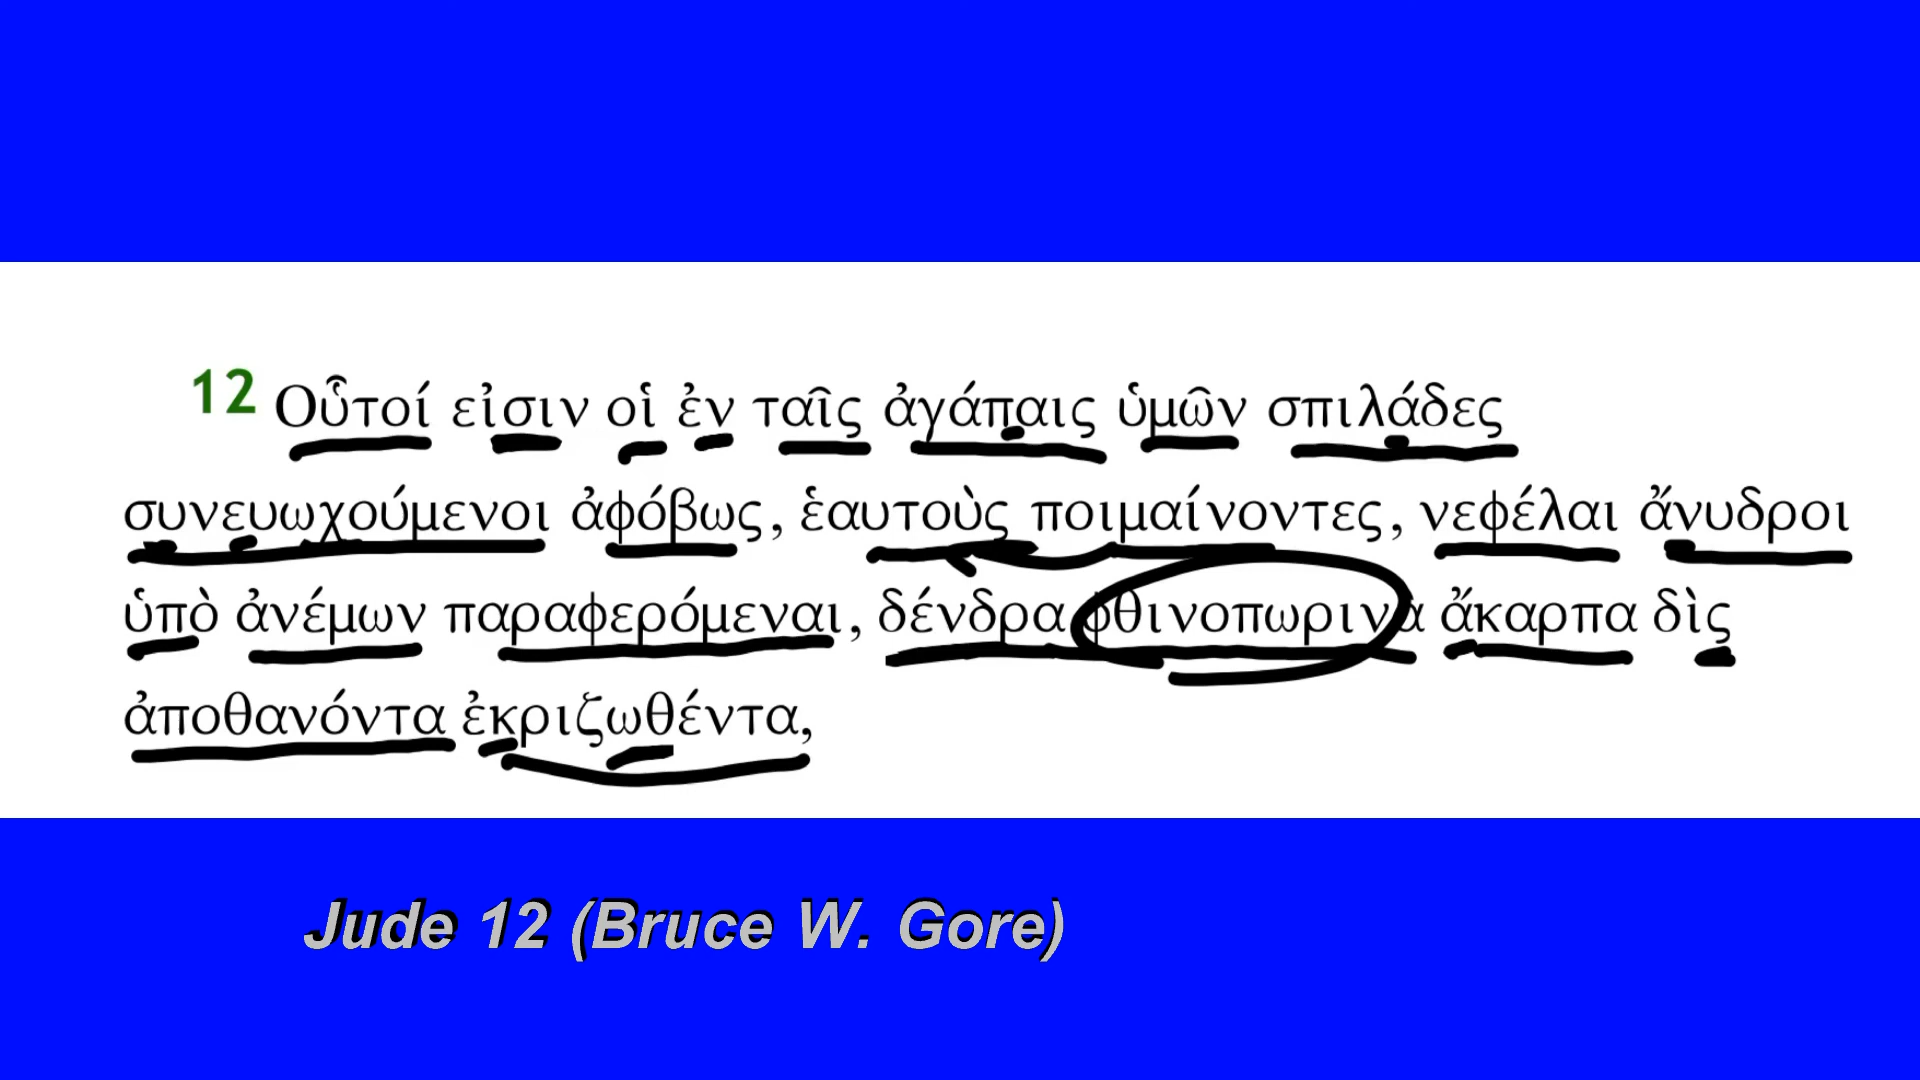 12 Οὗτοί εἰσιν οἱ ἐν ταῖς ἀγάπαις ὑμῶν σπιλάδες
συνευωχούμενοι ἀφόβως, ἑαυτοὺς ποιμαίνοντες, νεφέλαι ἄνυδροι
ὑπὸ ἀνέμων παραφερόμεναι, δένδρα φθινοπωρινὰ ἄκαρπα δὶς
ἀποθανόντα ἐκριζωθέντα,
Jude 12 (Bruce W. Gore)